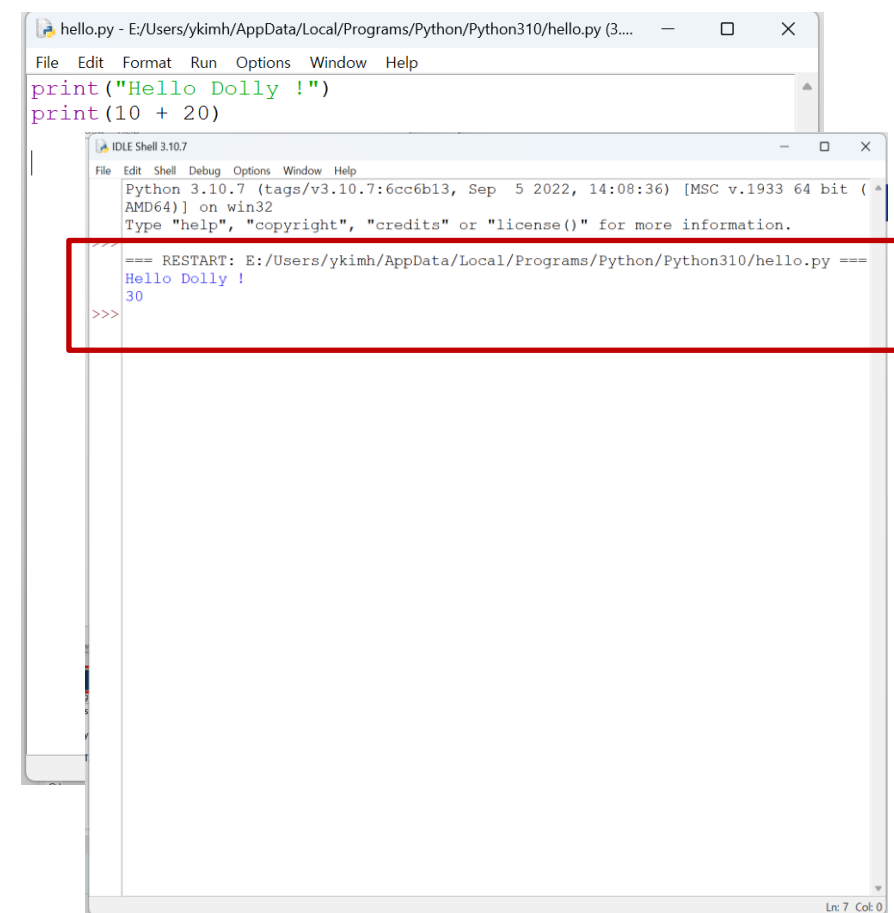 hello.py - E:/Users/ykimh/AppData/Local/Programs/Python/Python310/hello.py (3....
File Edit Format Run Options Window Help
print("Hello Dolly !")
print(10 + 20)
IDLE Shell 3.10.7
File Edit Shell Debug Options Window Help
Python 3.10.7 (tags/v3.10.7:6cc6b13, Sep  5 2022, 14:08:36) [MSC v.1933 64 bit (
AMD64)] on win32
Type "help", "copyright", "credits" or "license()" for more information.
>>>
=== RESTART: E:/Users/ykimh/AppData/Local/Programs/Python/Python310/hello.py ===
Hello Dolly !
30
>>>
Ln: 7 Col: 0